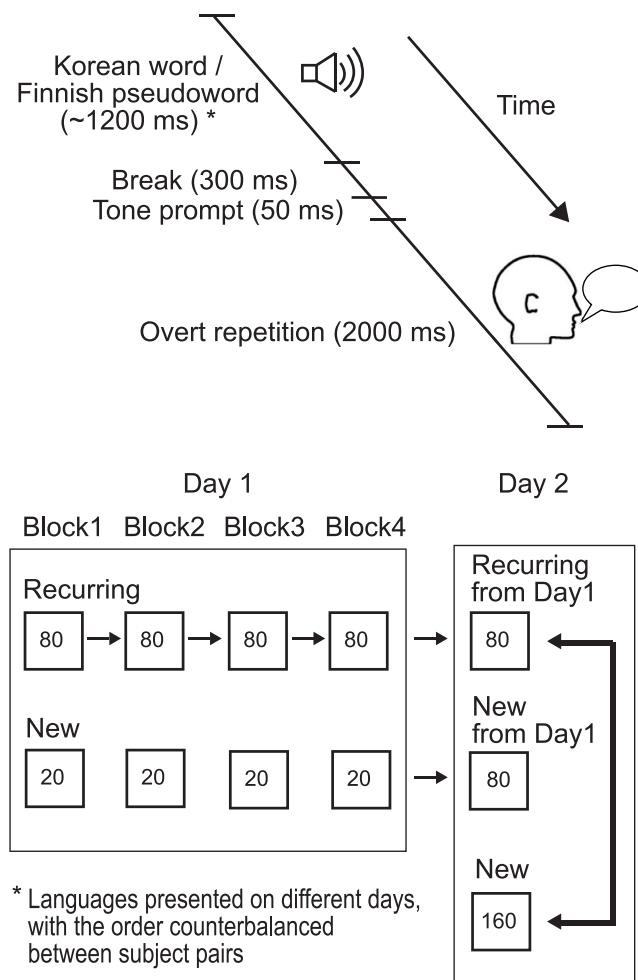 Korean word /
Finnish pseudoword
(~1200 ms) *
Time
Break (300 ms)
Tone prompt (50 ms)
Overt repetition (2000 ms)
Day 1
Day 2
Block1 Block2 Block3 Block4
Recurring
80 80 80 80
New
20 20 20 20
Recurring
from Day1
80
New
from Day1
80
New
160
* Languages presented on different days,
with the order counterbalanced
between subject pairs